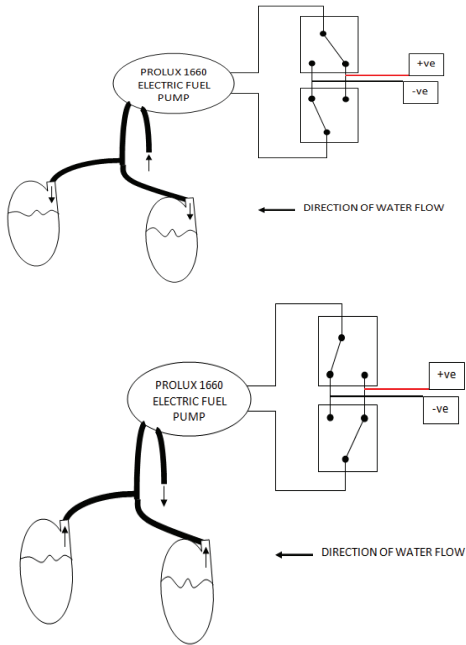 PROLUX 1660
ELECTRIC FUEL
PUMP
+ve
-ve
DIRECTION OF WATER FLOW
PROLUX 1660
ELECTRIC FUEL
PUMP
+ve
-ve
DIRECTION OF WATER FLOW